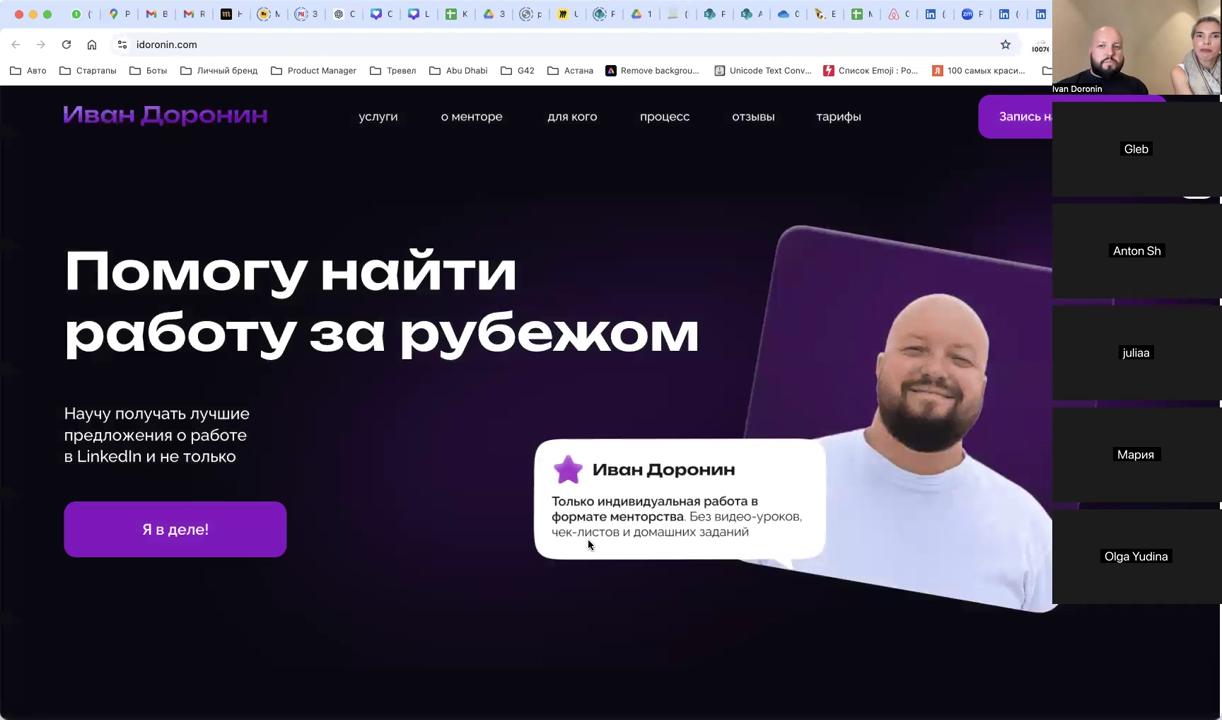 idoronin.com
Авто
Стартапы
Боты
Личный бренд
Product Manager
Тревел
Abu Dhabi
G42
Астана
Remove backgrou...
Unicode Text Conv...
Список Emoji : Po...
100 самых краси...
Иван Доронин
услуги
о менторе
для кого
процесс
отзывы
тарифы
Запись н
Помогу найти
работу за рубежом
Научу получать лучшие
предложения о работе
в LinkedIn и не только
Я в деле!
Иван Доронин
Только индивидуальная работа в
формате менторства. Без видео-уроков,
чек-листов и домашних заданий
Ivan Doronin
Gleb
Anton Sh
juliaa
Мария
Olga Yudina